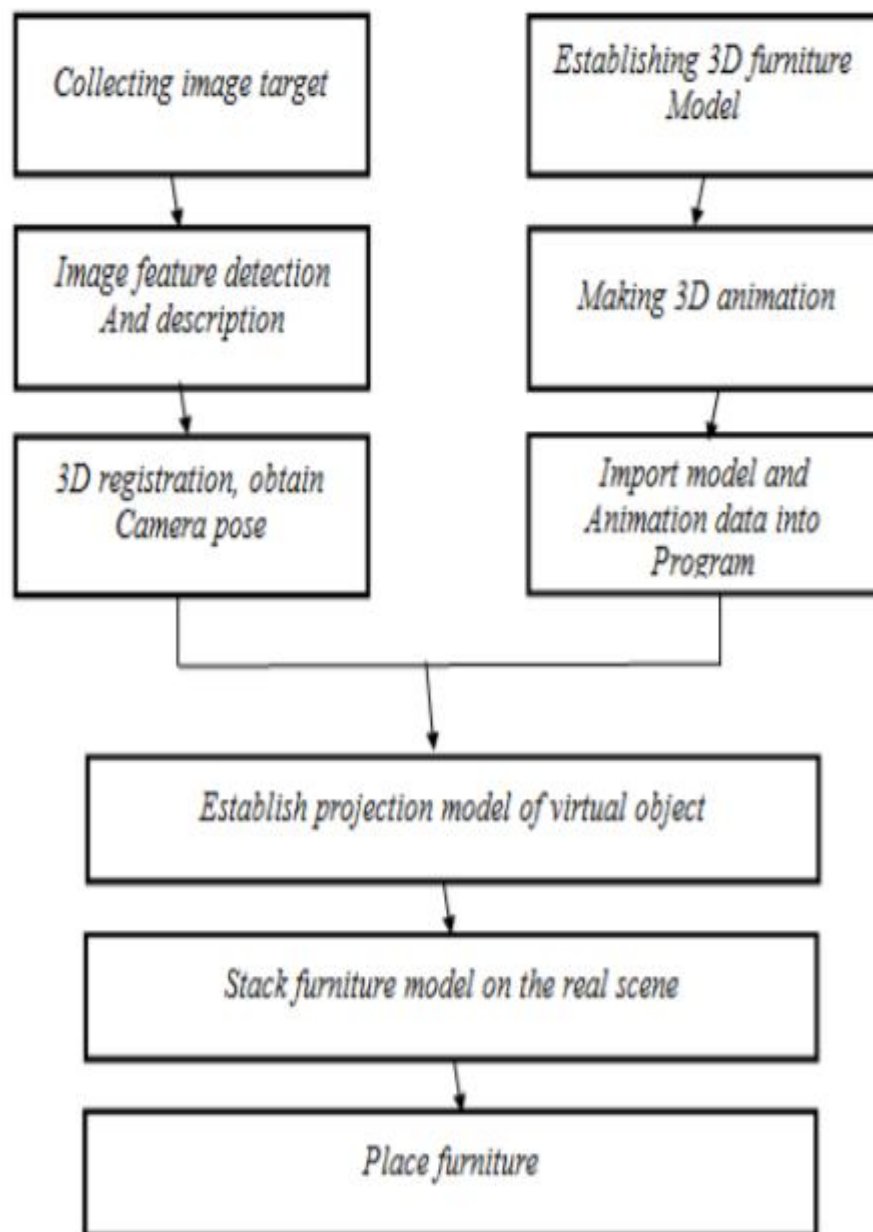 Collecting image target
Establishing 3D furniture
Model
Image feature detection
And description
Making 3D animation
3D registration, obtain
Camera pose
Import model and
Animation data into
Program
Establish projection model of virtual object
Stack furniture model on the real scene
Place furniture